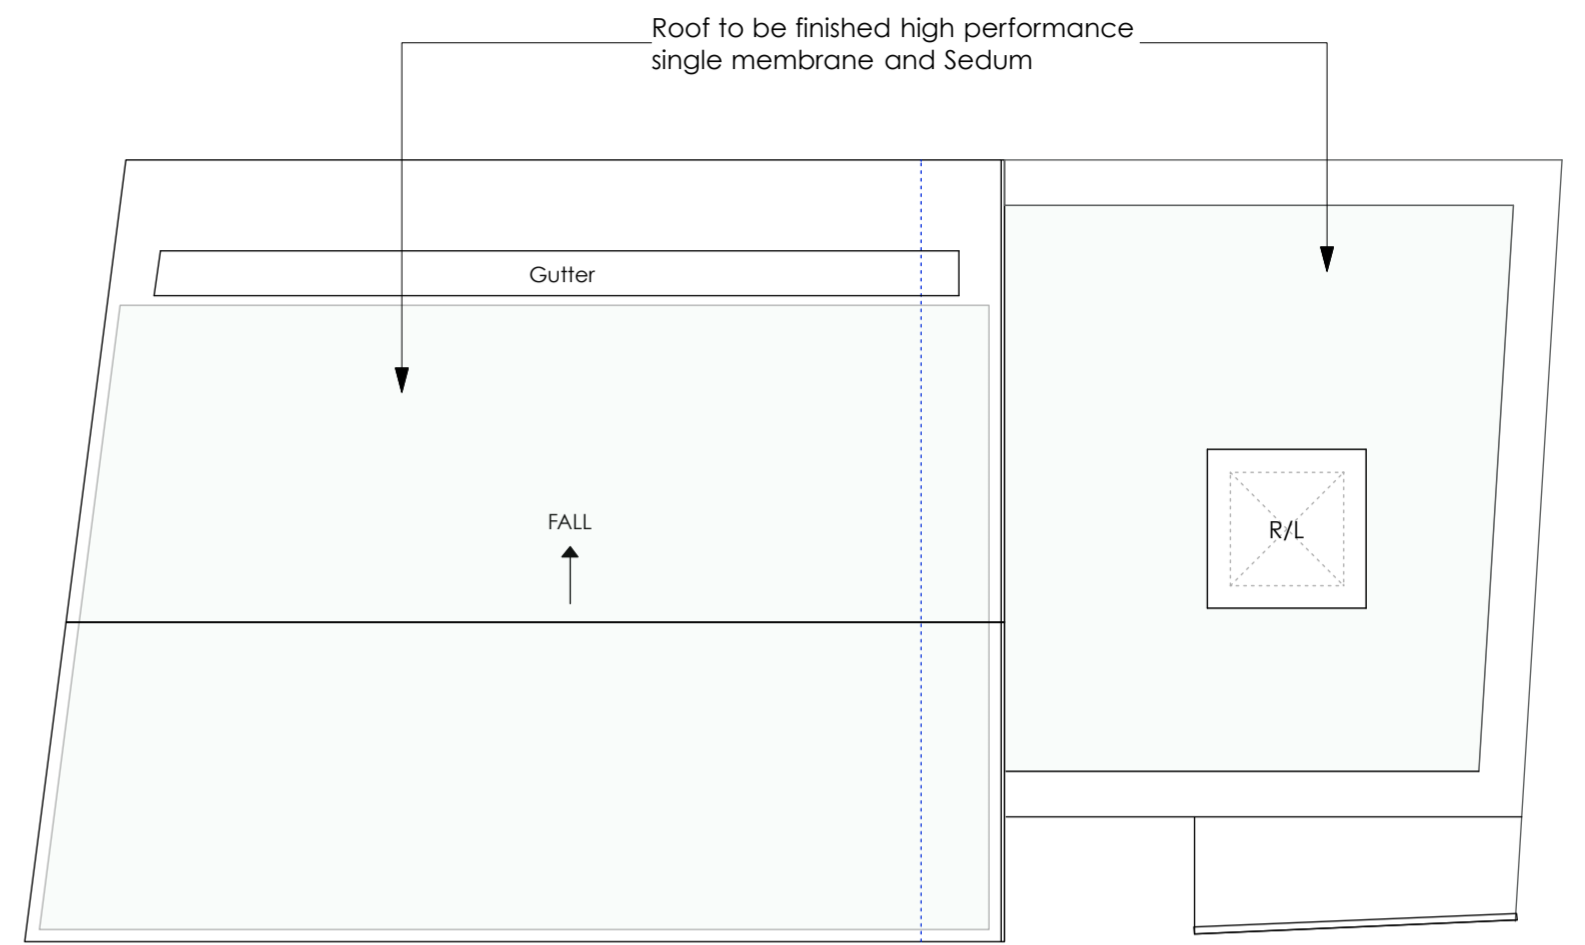 Roof to be finished high performance
single membrane and Sedum
Gutter
FALL
R/L